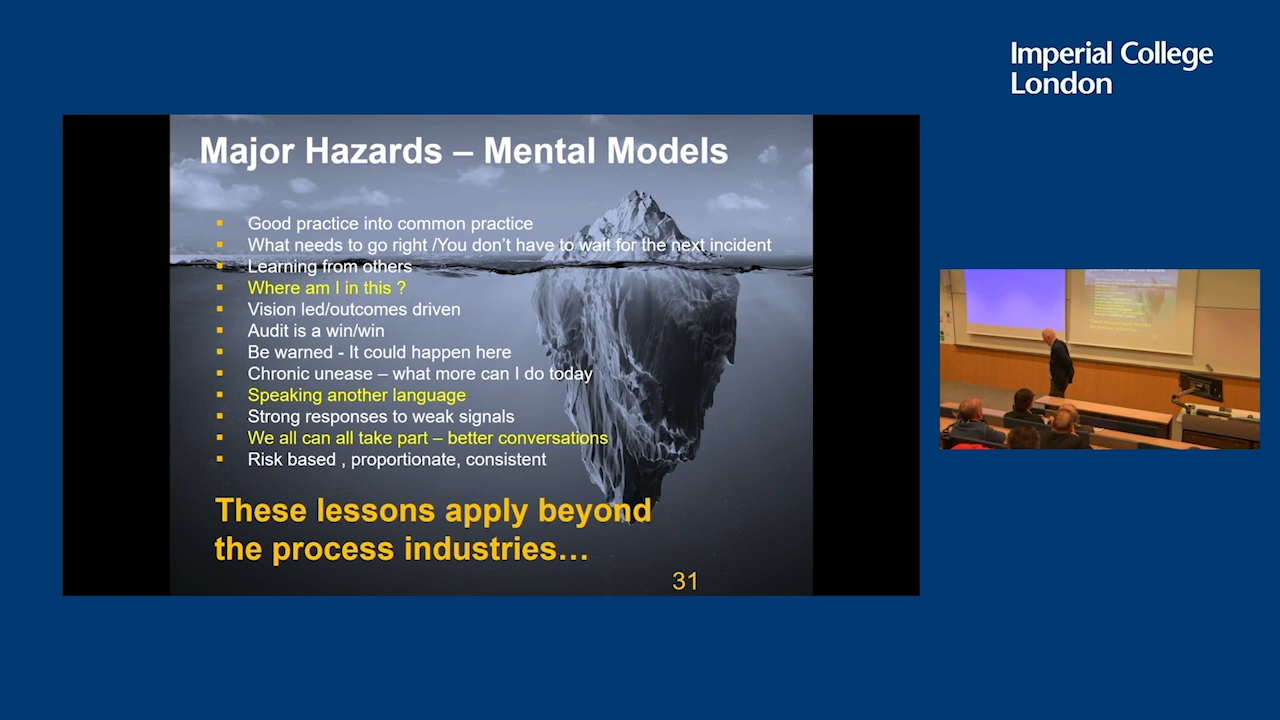 Imperial College
London
Major Hazards – Mental Models
Good practice into common practice
What needs to go right /You don't have to wait for the next incident
Learning from others
Where am I in this ?
Vision led/outcomes driven
Audit is a win/win
Be warned - It could happen here
Chronic unease – what more can I do today
Speaking another language
Strong responses to weak signals
We all can all take part – better conversations
Risk based , proportionate, consistent
These lessons apply beyond
the process industries…
31